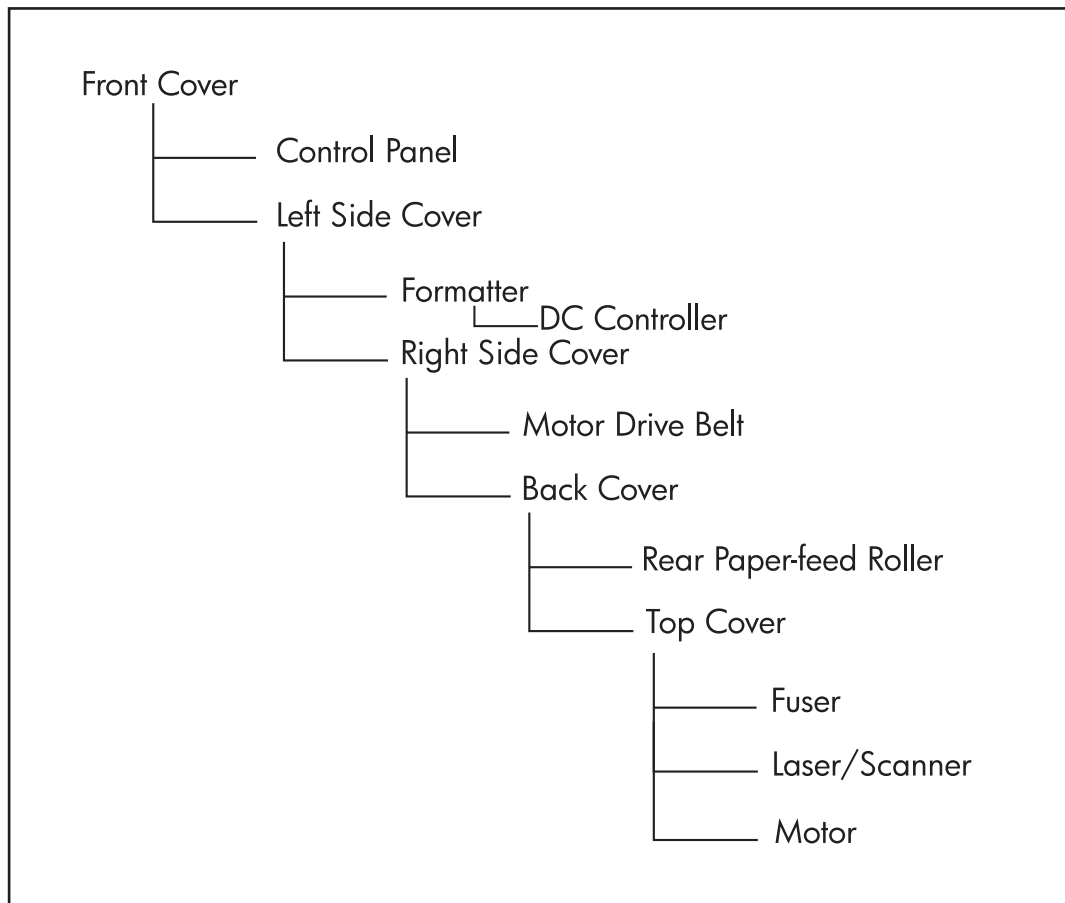 Front Cover
Control Panel
Left Side Cover
Formatter
DC Controller
Right Side Cover
Motor Drive Belt
Back Cover
Rear Paper-feed Roller
Top Cover
Fuser
Laser/Scanner
Motor